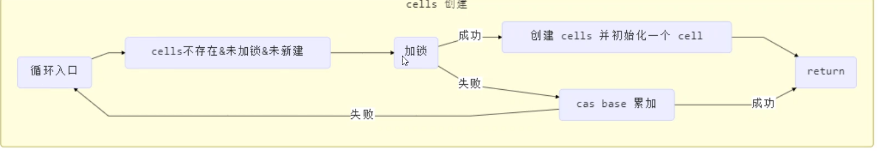 cells 创建
循环入口
cells不存在&未加锁&未新建
加锁
成功
创建 cells 并初始化一个 cell
失败
cas base 累加
成功
return
失败